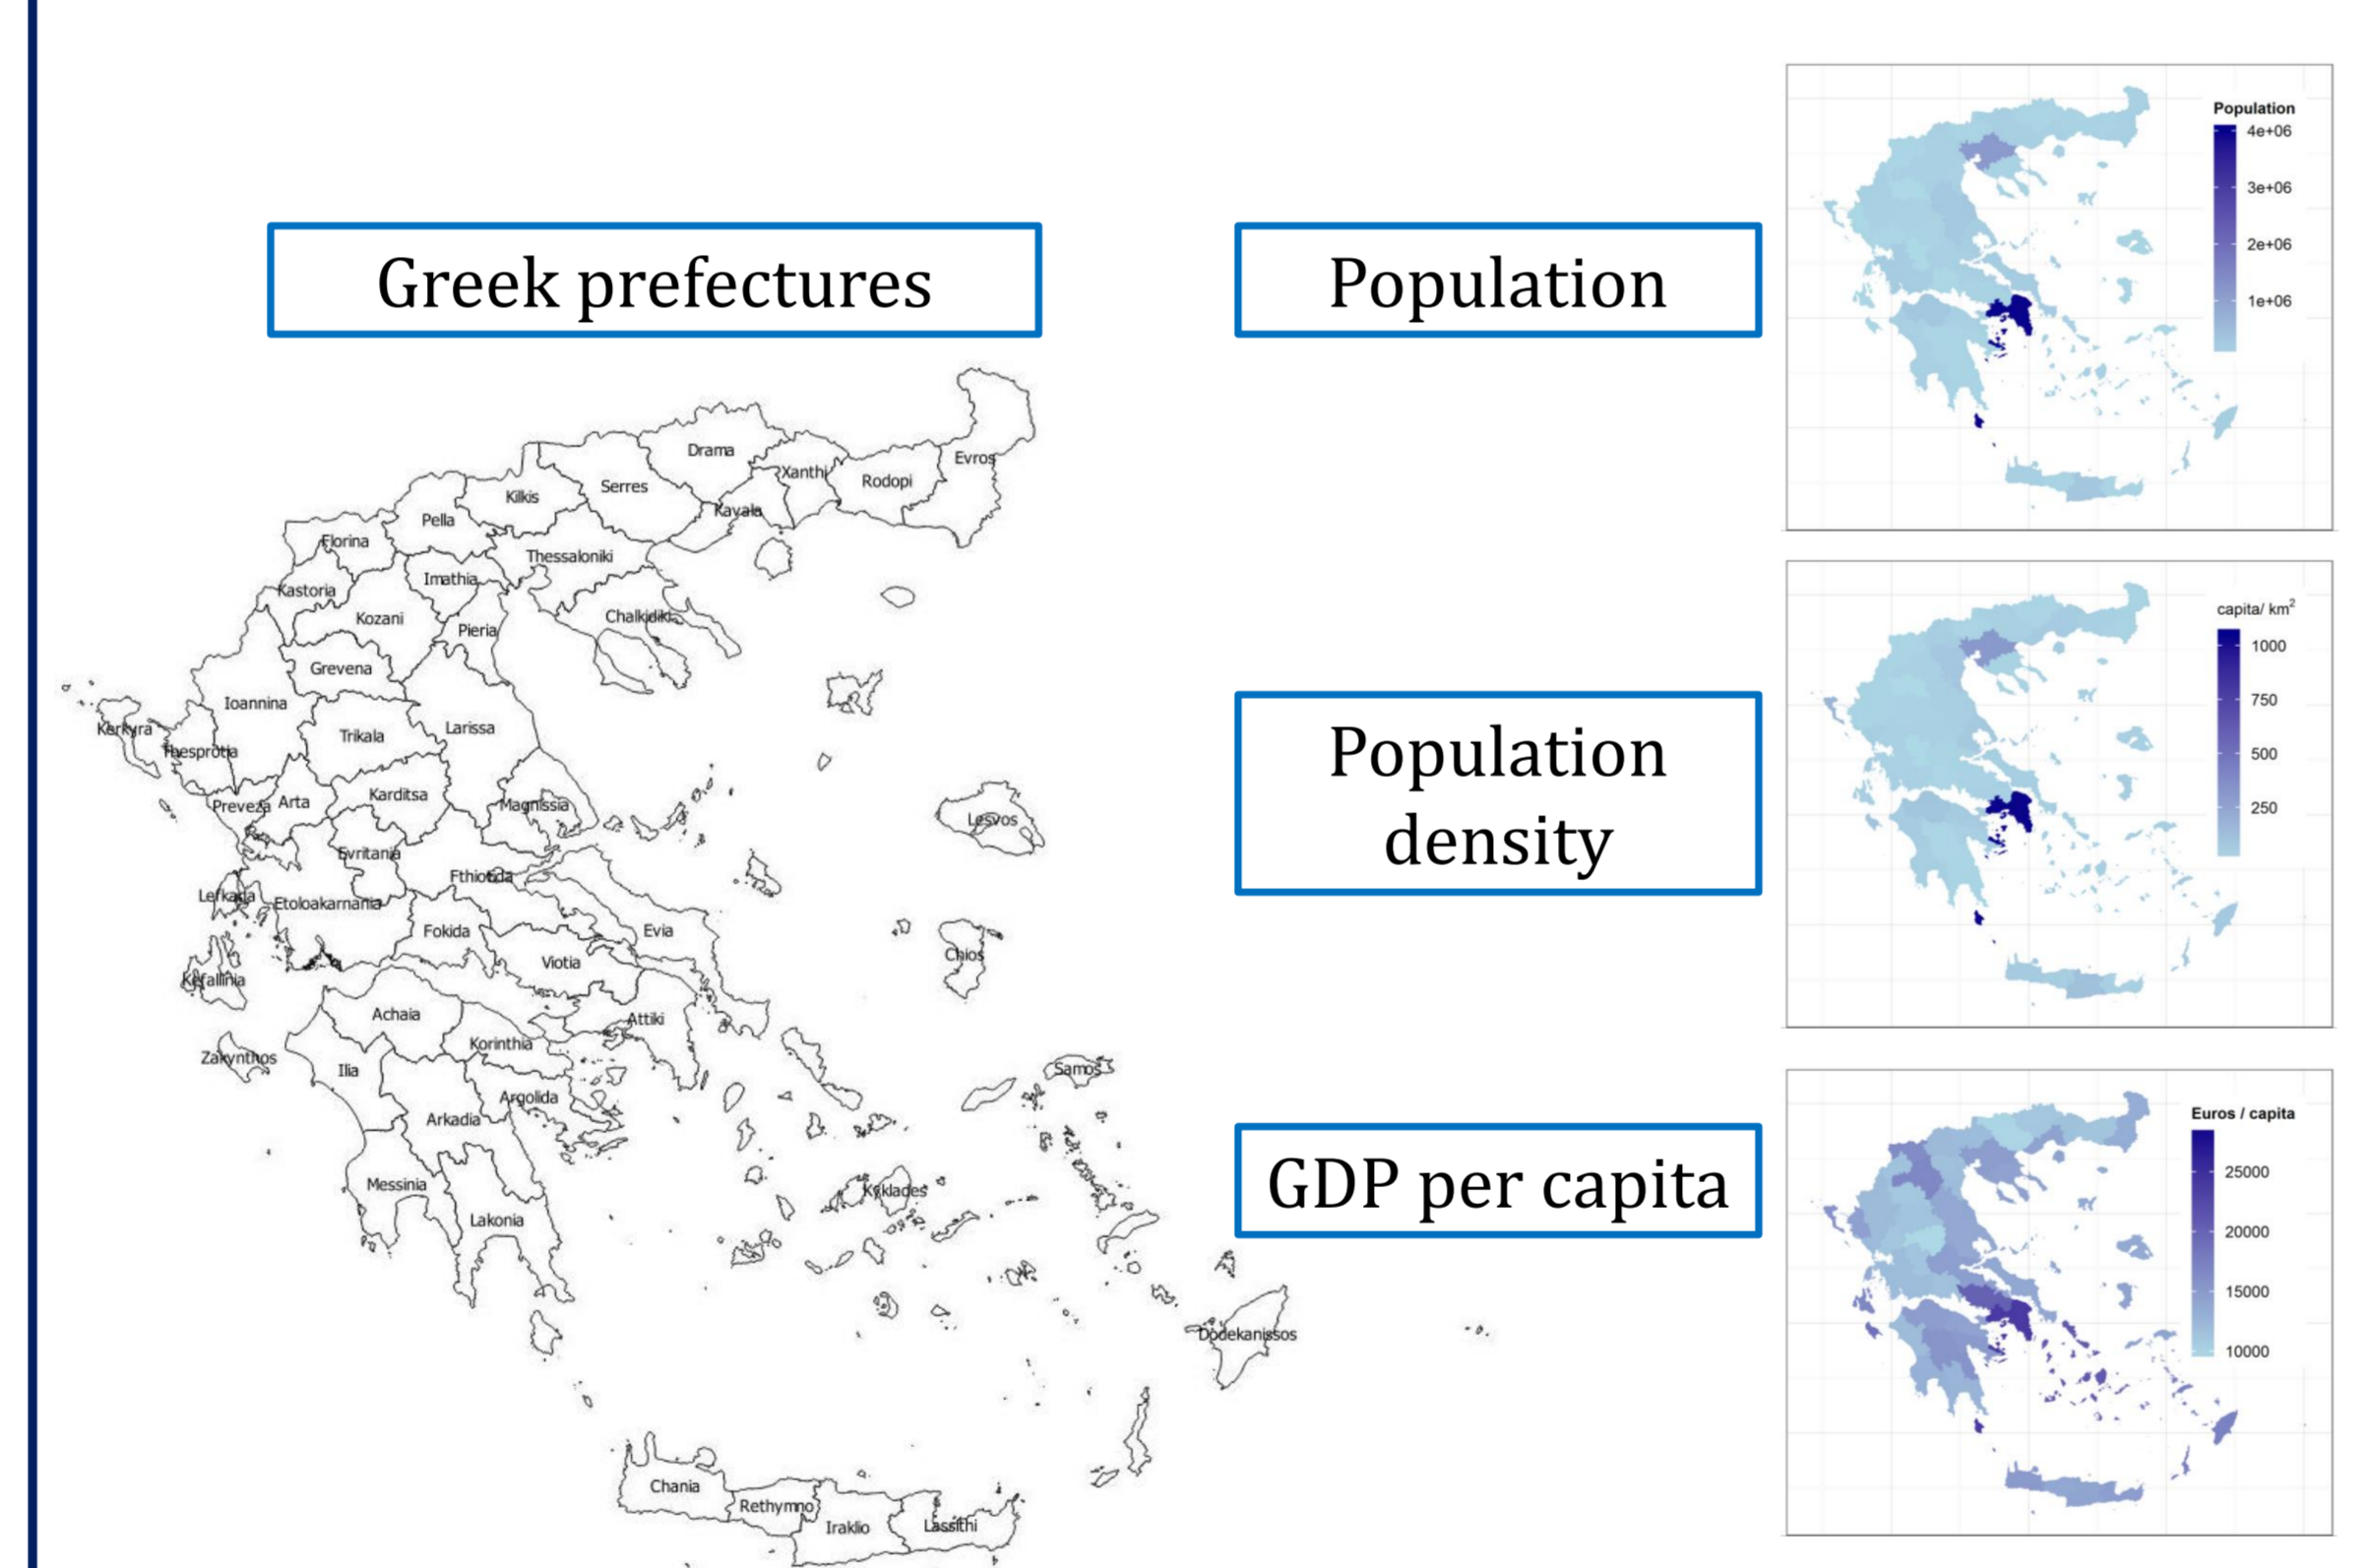 Greek prefectures
Drama
Evros
Xanthi
Rodopi
Serres
Kilkis
Kavala
Pella
Florina
Thessaloniki
Imathia
Kastoria
Kozani
Chalkidiki
Pieria
Grevena
Ioannina
Larissa
Kerkyra
Trikala
Thesprotia
Karditsa
Arta
Preveza
Magnissia
Lesvos
Evritania
Fthiotida
Lefkada
Etoloakarnania
Fokida
Evia
Chios
Viotia
Kefallinia
Achaia
Attiki
Korinthia
Zakynthos
Ilia
Samos
Argolida
Arkadia
Messinia
Kyklades
Lakonia
Dodekanissos
Chania
Rethymno
Iraklio
Lassithi
Population
Population
4e+06
3e+06
2e+06
1e+06
Population
density
capita/ km²
1000
750
500
250
GDP per capita
Euros / capita
25000
20000
15000
10000